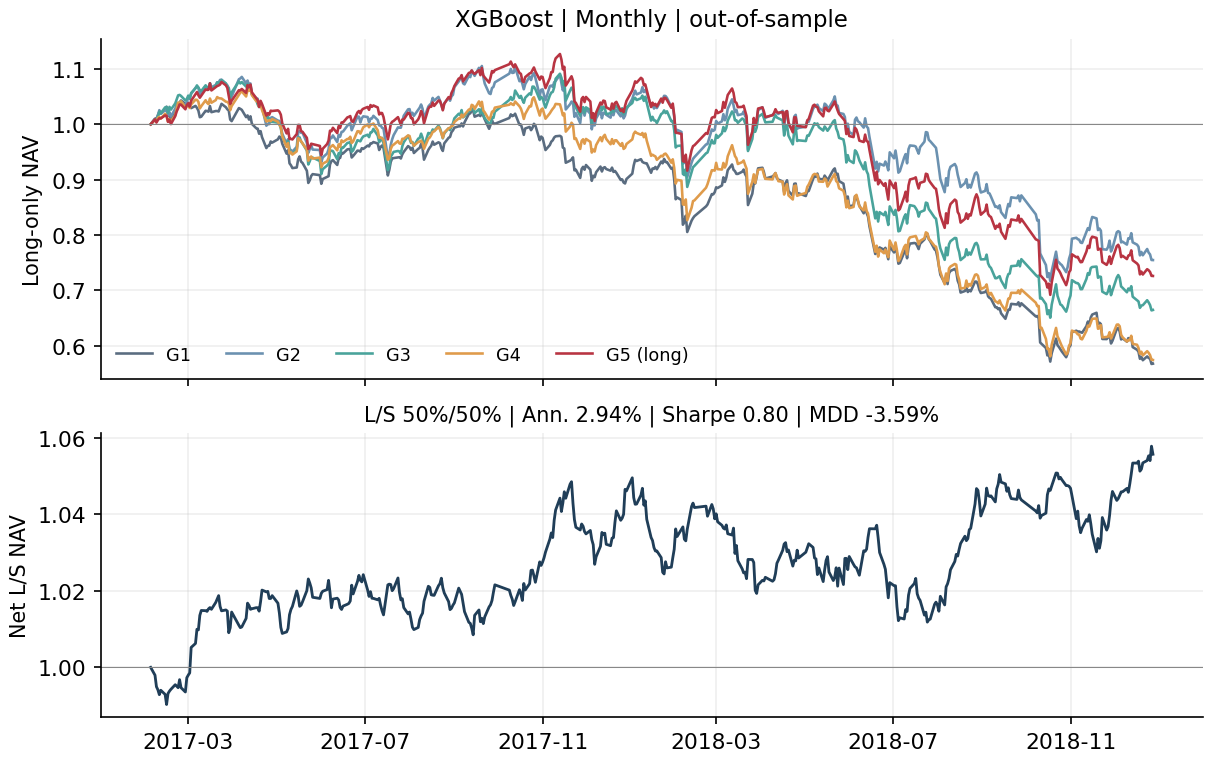 XGBoost | Monthly | out-of-sample
Long-only NAV
1.1
1.0
0.9
0.8
0.7
0.6
G1
G2
G3
G4
G5 (long)
L/S 50%/50% | Ann. 2.94% | Sharpe 0.80 | MDD -3.59%
Net L/S NAV
1.06
1.04
1.02
1.00
2017-03
2017-07
2017-11
2018-03
2018-07
2018-11